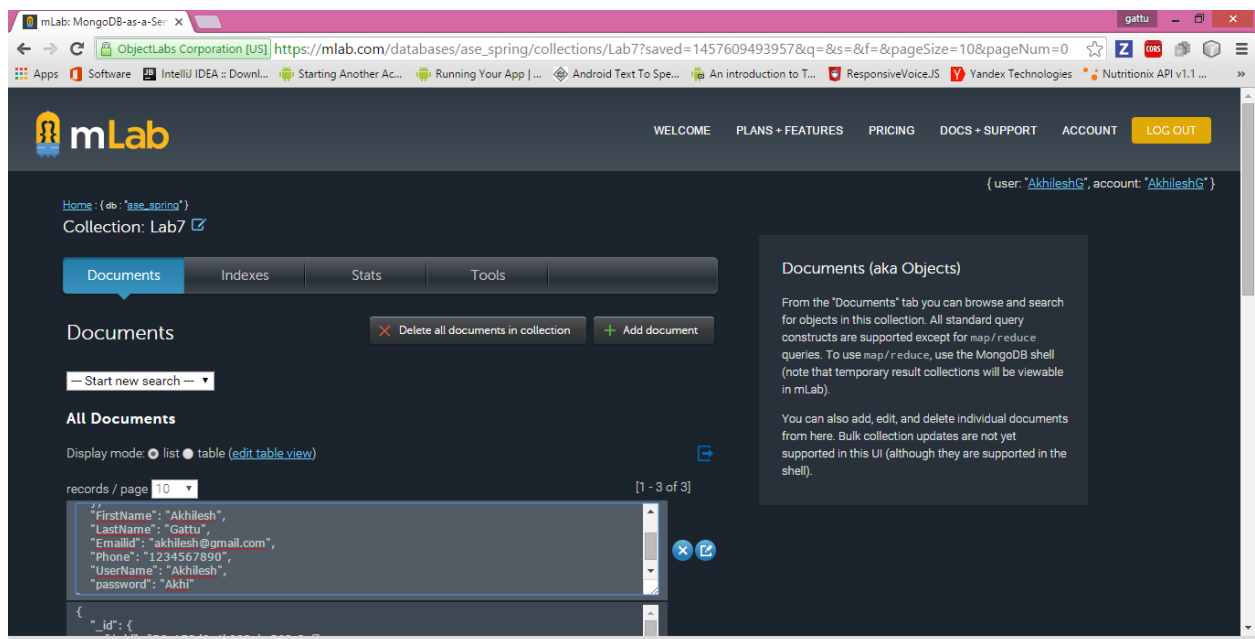 mLab: MongoDB-as-a-Ser
gattu
ObjectLabs Corporation [US] https://mlab.com/databases/ase_spring/collections/Lab7?saved=1457609493957&q=&s=&f=&pageSize=10&pageNum=0
Apps Software IntelliJ IDEA :: Downl... Starting Another Ac... Running Your App | ... Android Text To Spe... An introduction to T... ResponsiveVoice.JS Yandex Technologies Nutritionix API v1.1 ... »
mLab
WELCOME PLANS + FEATURES PRICING DOCS + SUPPORT ACCOUNT LOG OUT
{ user: "AkhileshG", account: "AkhileshG" }
Home : { db : "ase_spring" }
Collection: Lab7
Documents Indexes Stats Tools
Documents
Delete all documents in collection
Add document
--- Start new search ---
All Documents
Display mode: list table (edit table view)
records / page 10 [1 - 3 of 3]
},
"FirstName": "Akhilesh",
"LastName": "Gattu",
"Emailid": "akhilesh@gmail.com",
"Phone": "1234567890",
"UserName": "Akhilesh",
"password": "Akhi"
{
"_id": {
Documents (aka Objects)
From the "Documents" tab you can browse and search
for objects in this collection. All standard query
constructs are supported except for map/reduce
queries. To use map/reduce, use the MongoDB shell
(note that temporary result collections will be viewable
in mLab).
You can also add, edit, and delete individual documents
from here. Bulk collection updates are not yet
supported in this UI (although they are supported in the
shell).